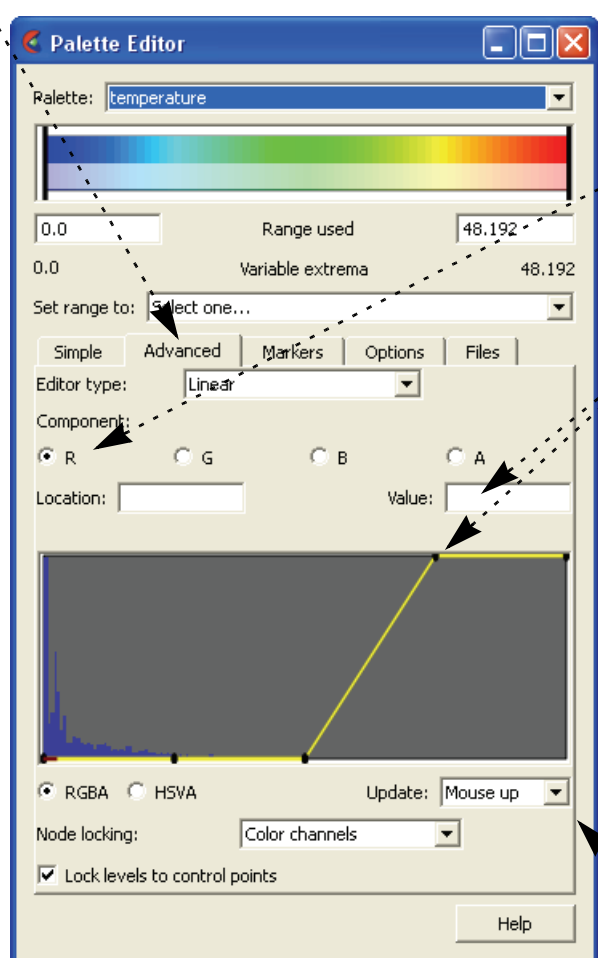 Palette Editor
Palette: temperature
0.0 Range used 48.192
0.0 Variable extrema 48.192
Set range to: Select one...
Simple Advanced Markers Options Files
Editor type: Linear
Component:
R G B A
Location: Value:
RGBA HSVA Update: Mouse up
Node locking: Color channels
Lock levels to control points
Help